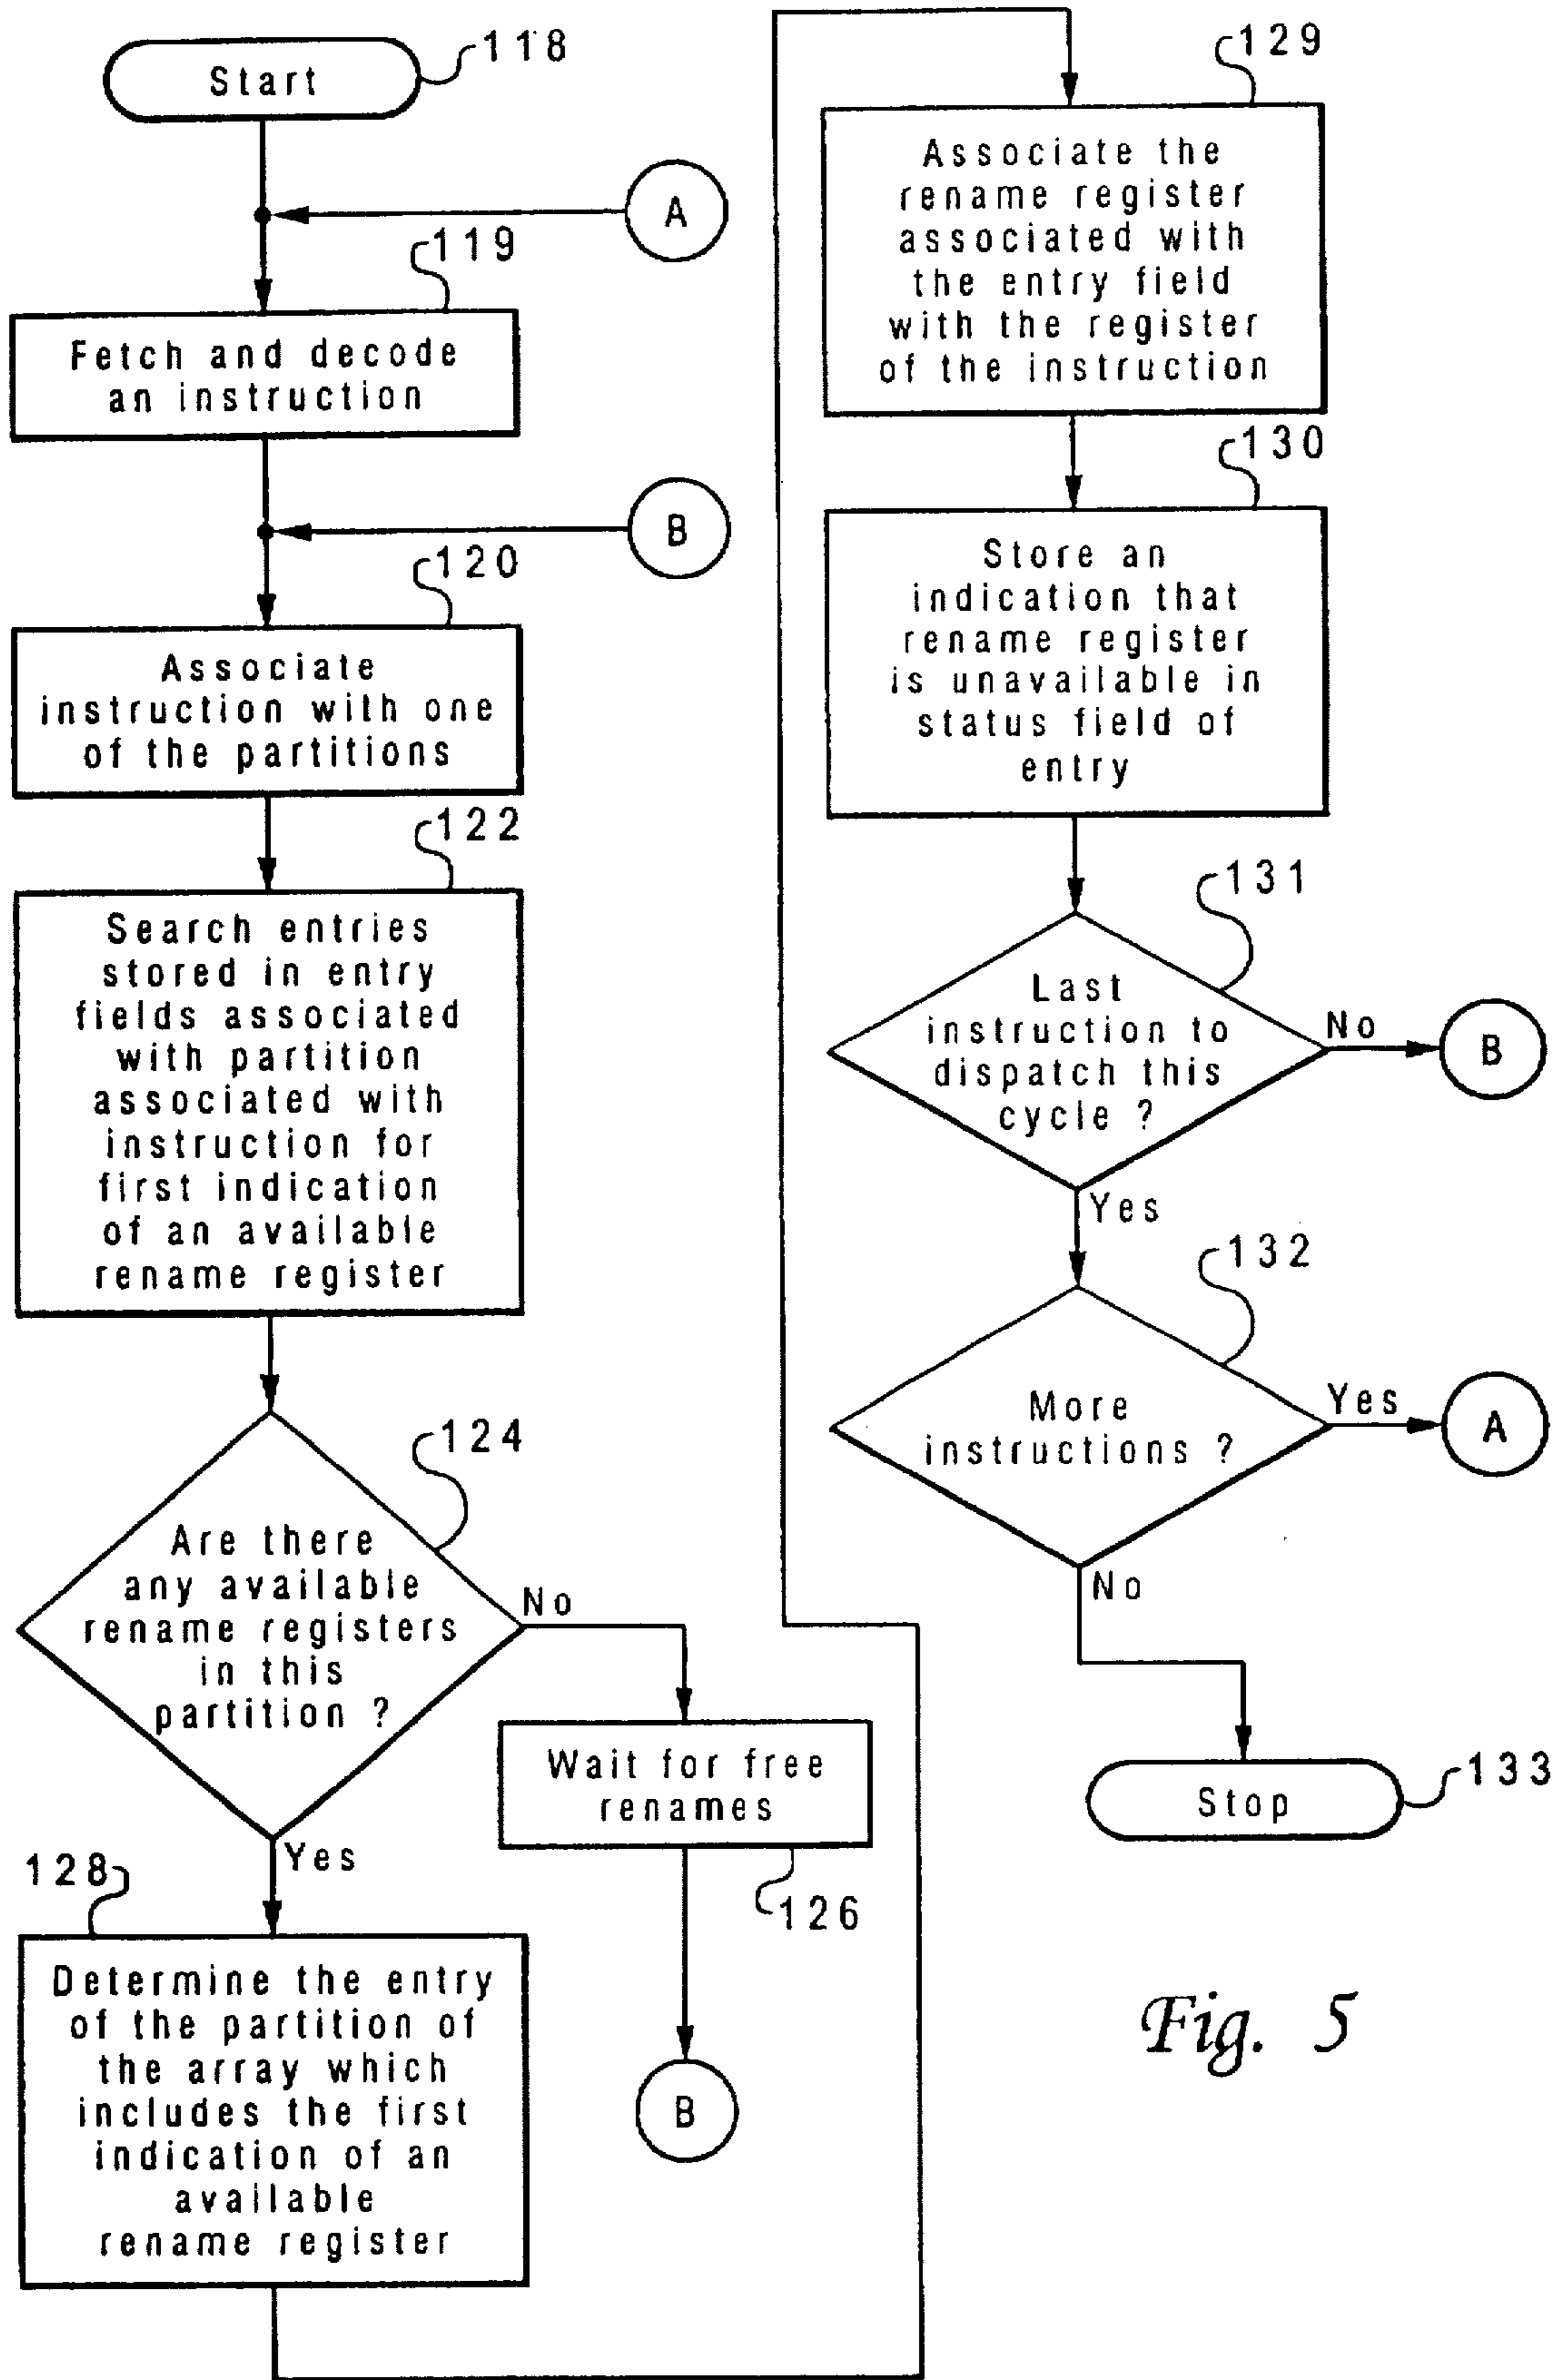 Start
118
A
119
Fetch and decode
an instruction
B
120
Associate
instruction with one
of the partitions
122
Search entries
stored in entry
fields associated
with partition
associated with
instruction for
first indication
of an available
rename register
124
Are there
any available
rename registers
in this
partition ?
No
Wait for free
renames
126
B
Yes
128
Determine the entry
of the partition of
the array which
includes the first
indication of an
available
rename register
129
Associate the
rename register
associated with
the entry field
with the register
of the instruction
130
Store an
indication that
rename register
is unavailable in
status field of
entry
131
Last
instruction to
dispatch this
cycle ?
No
B
Yes
132
More
instructions ?
Yes
A
No
Stop
133
Fig. 5